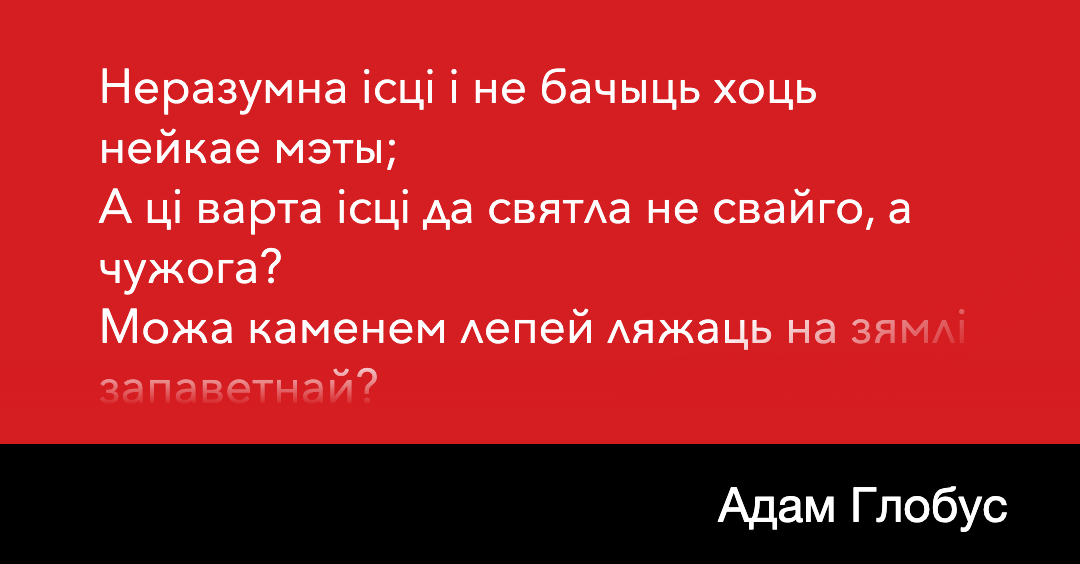 Неразумна ісці і не бачыць хоць
нейкае мэты;
А ці варта ісці да святла не свайго, а
чужога?
Можа каменем лепей ляжаць на зямлі
запаветнай?
Адам Глобус